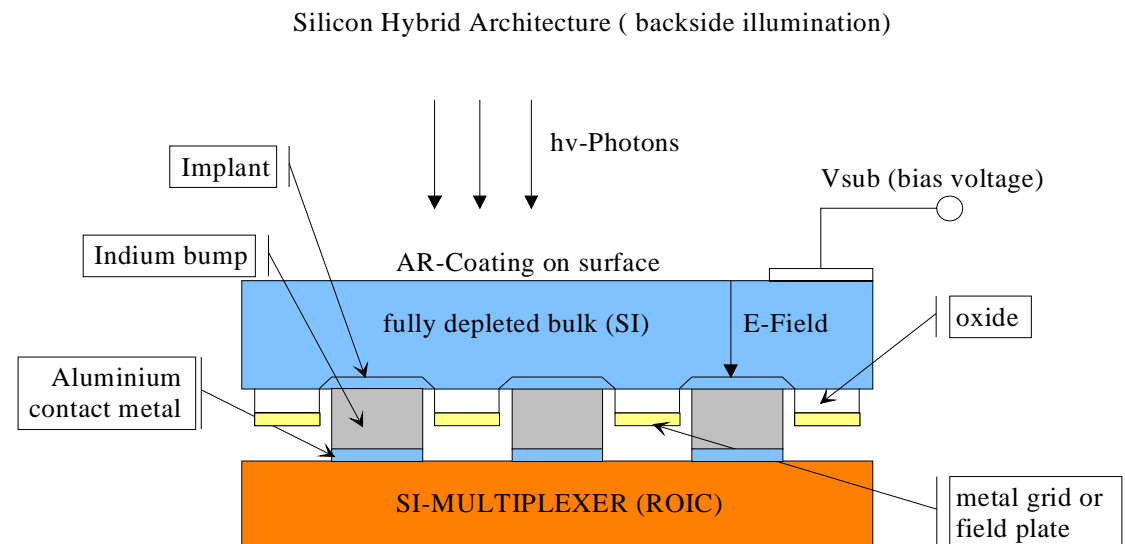 Silicon Hybrid Architecture ( backside illumination)
hv-Photons
Implant
Vsub (bias voltage)
Indium bump
AR-Coating on surface
fully depleted bulk (SI)
E-Field
oxide
Aluminium
contact metal
SI-MULTIPLEXER (ROIC)
metal grid or
field plate